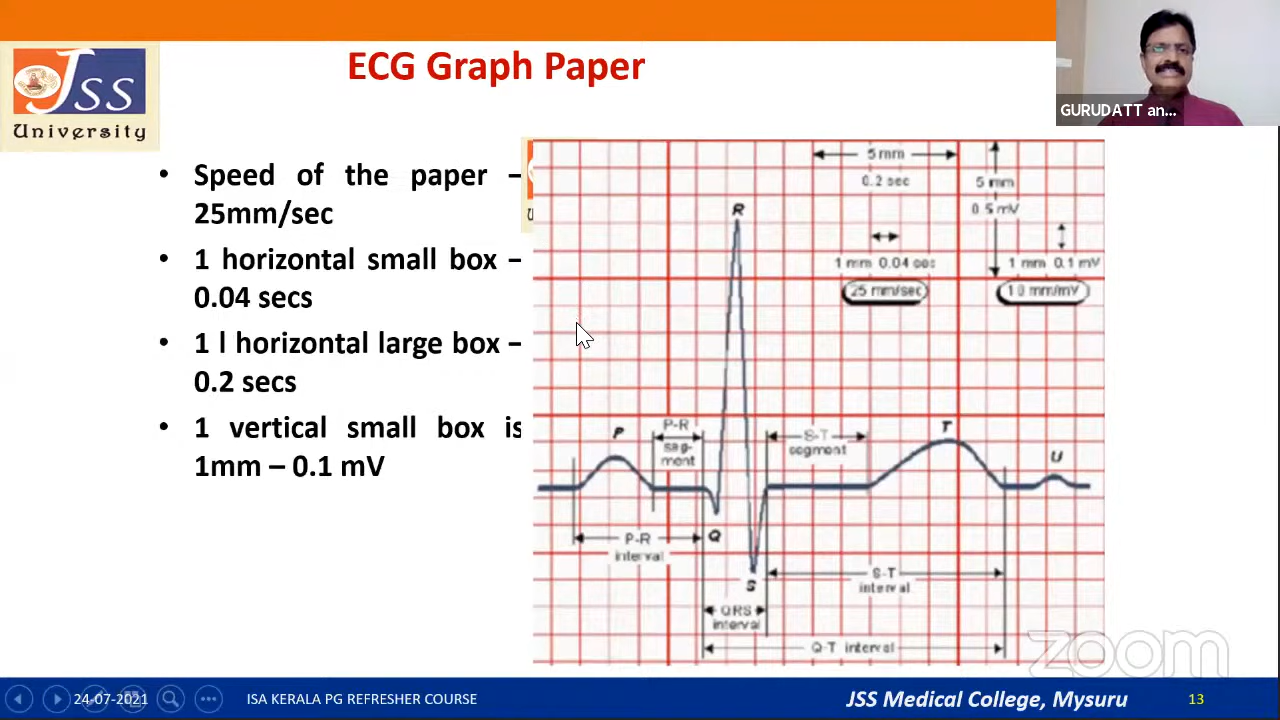 ECG Graph Paper
JSS
University
GURUDATT an...
• Speed of the paper –
25mm/sec
• 1 horizontal small box –
0.04 secs
• 1 l horizontal large box –
0.2 secs
• 1 vertical small box is
1mm – 0.1 mV
5 mm
0.2 sec
5 mm
0.5 mV
1 mm 0.04 sec
1 mm 0.1 mV
25 mm/sec
10 mm/mV
R
P
P-R
seg-
ment
S-T
segment
T
U
Q
P-R
interval
S
S-T
interval
QRS
interval
Q-T interval
zoom
24-07-2021
ISA KERALA PG REFRESHER COURSE
JSS Medical College, Mysuru
13